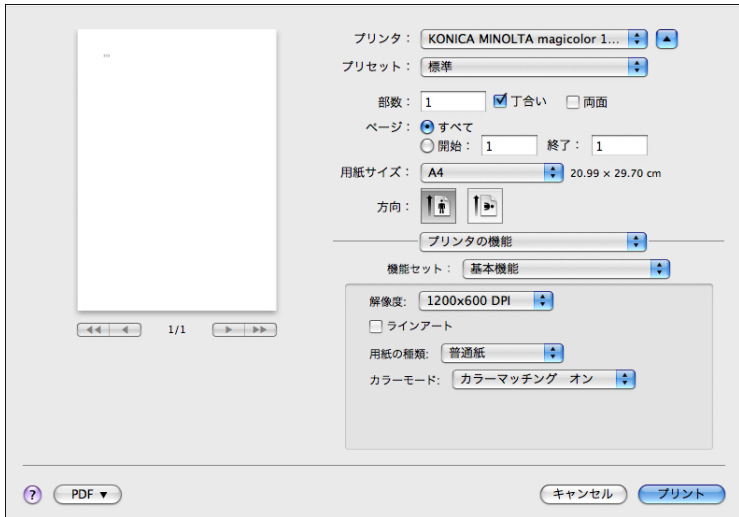 プリンタ： KONICA MINOLTA magicolor 1...
プリセット： 標準
部数： 1 丁合い 両面
ページ： すべて
開始： 1 終了： 1
用紙サイズ： A4 20.99 × 29.70 cm
方向：
プリンタの機能
機能セット： 基本機能
解像度: 1200x600 DPI
ラインアート
用紙の種類: 普通紙
カラーモード: カラーマッチング　オン
1/1
? PDF ▼ キャンセル プリント